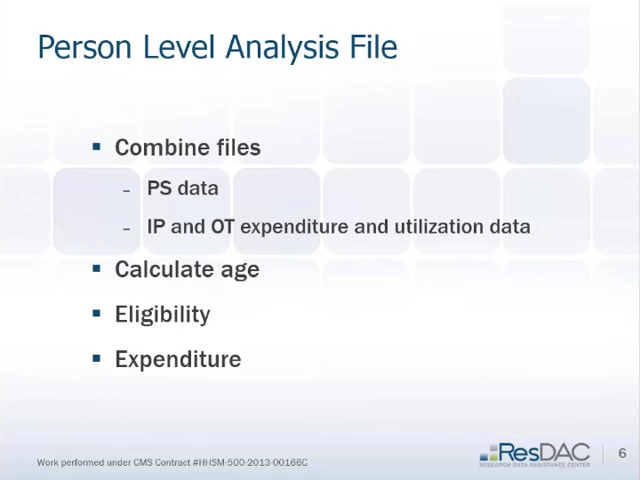 Person Level Analysis File
▪ Combine files
– PS data
– IP and OT expenditure and utilization data
▪ Calculate age
▪ Eligibility
▪ Expenditure
Work performed under CMS Contract #HHSM-500-2013-00166C
ResDAC
RESEARCH DATA ASSISTANCE CENTER
6